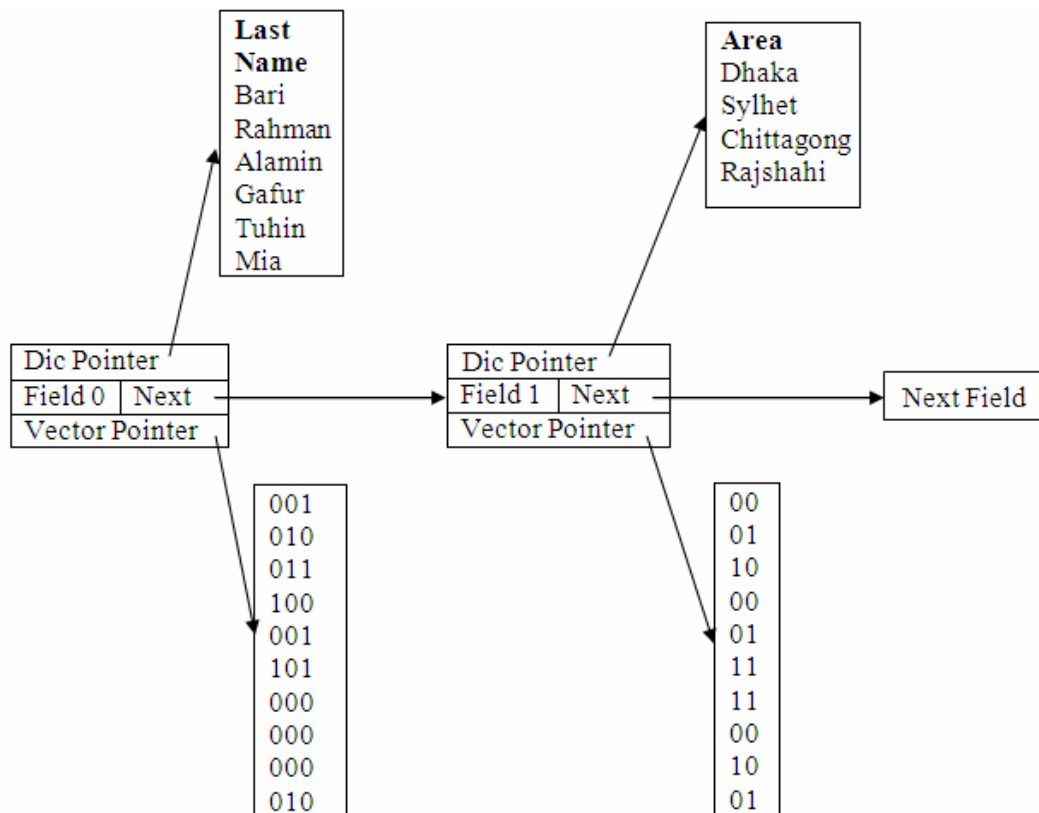 Last
Name
Bari
Rahman
Alamin
Gafur
Tuhin
Mia
Area
Dhaka
Sylhet
Chittagong
Rajshahi
Dic Pointer
Field 0 Next
Vector Pointer
Dic Pointer
Field 1 Next
Vector Pointer
Next Field
001
010
011
100
001
101
000
000
000
010
00
01
10
00
01
11
11
00
10
01